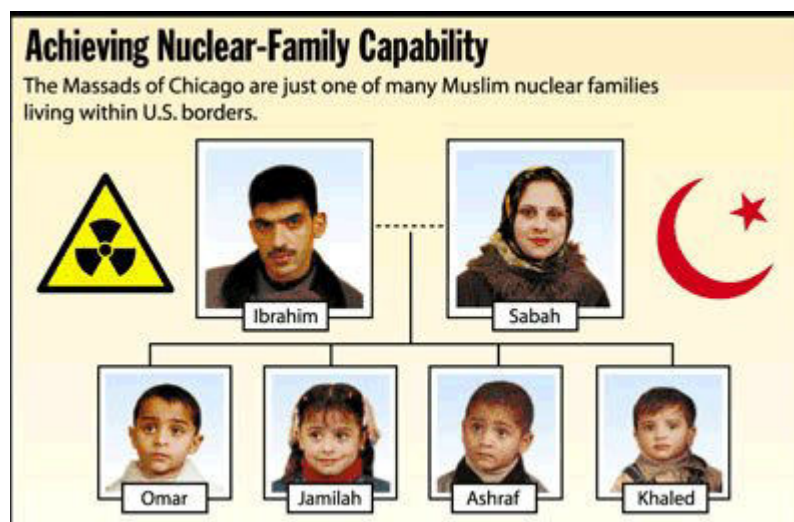 Achieving Nuclear-Family Capability
The Massads of Chicago are just one of many Muslim nuclear families
living within U.S. borders.
Ibrahim
Sabah
Omar
Jamilah
Ashraf
Khaled